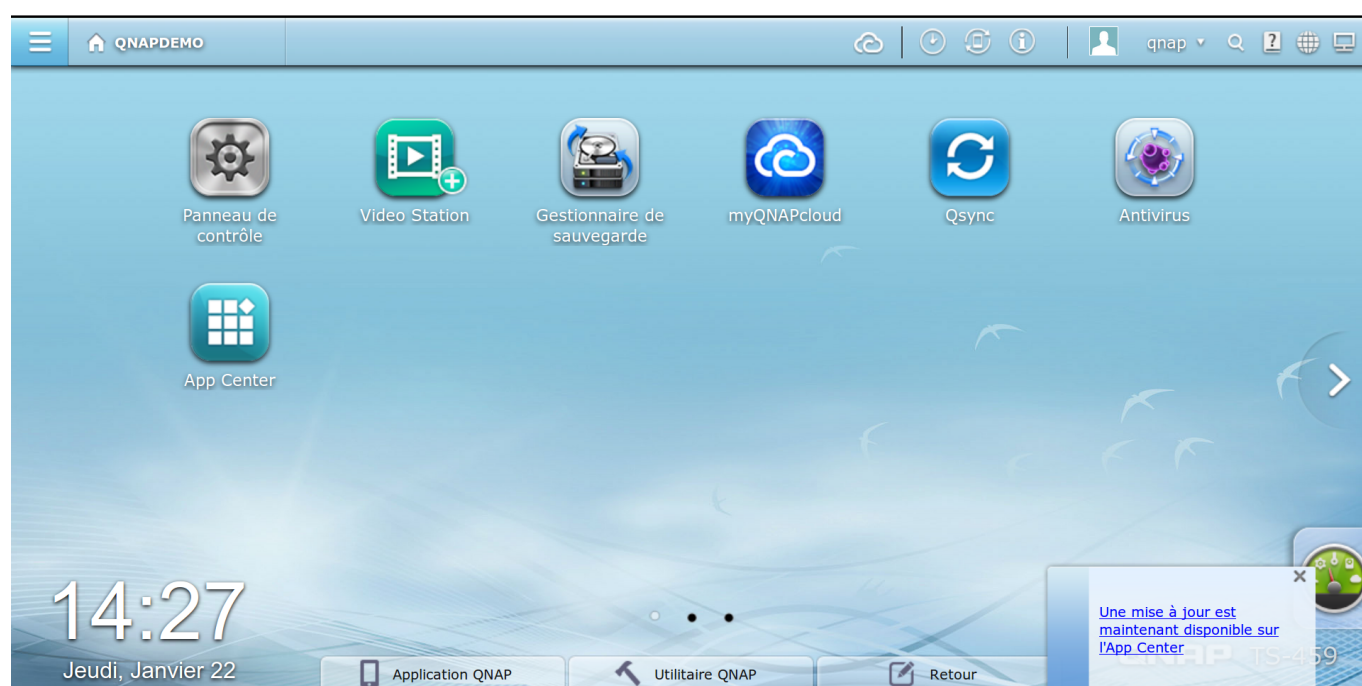 QNAPDEMO
qnap
Panneau de
contrôle
Video Station
Gestionnaire de
sauvegarde
myQNAPcloud
Qsync
Antivirus
App Center
14:27
Jeudi, Janvier 22
Application QNAP
Utilitaire QNAP
Retour
Une mise à jour est
maintenant disponible sur
l'App Center
QNAP TS-459